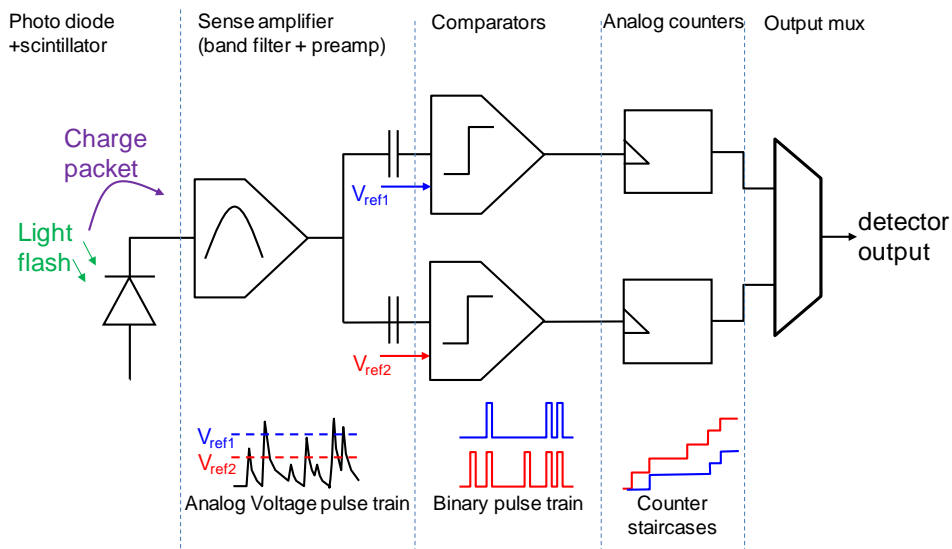 Photo diode
+scintillator
Sense amplifier
(band filter + preamp)
Comparators
Analog counters
Output mux
Charge
packet
Light
flash
Vref1
Vref2
detector
output
Vref1
Vref2
Analog Voltage pulse train
Binary pulse train
Counter
staircases